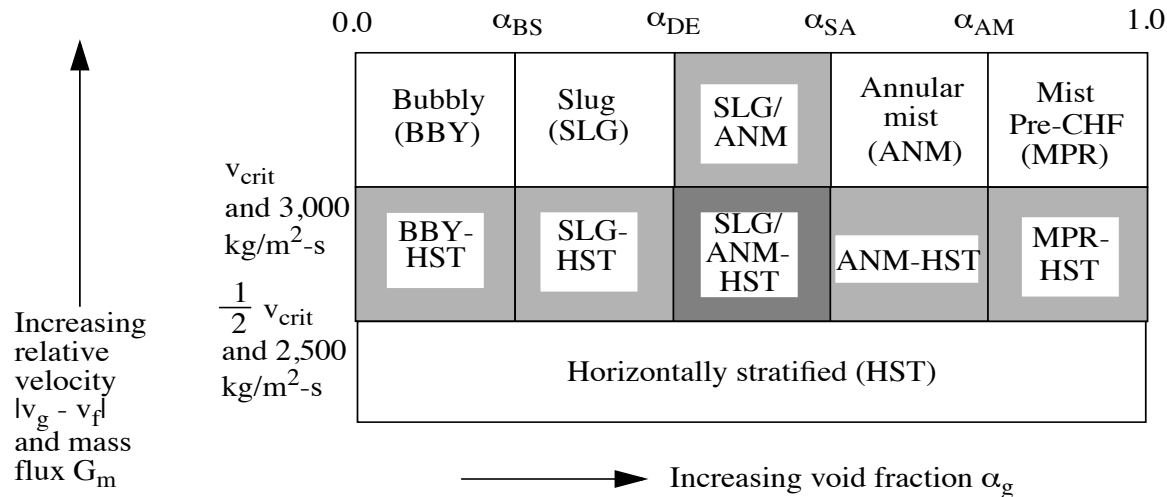 0.0 α_BS α_DE α_SA α_AM 1.0
Bubbly
(BBY)
Slug
(SLG)
SLG/
ANM
Annular
mist
(ANM)
Mist
Pre-CHF
(MPR)
v_crit
and 3,000
kg/m²-s
BBY-
HST
SLG-
HST
SLG/
ANM-
HST
ANM-HST
MPR-
HST
1/2 v_crit
and 2,500
kg/m²-s
Horizontally stratified (HST)
Increasing
relative
velocity
|v_g - v_f|
and mass
flux G_m
Increasing void fraction α_g